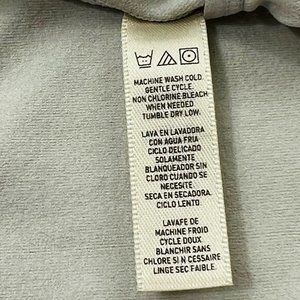 MACHINE WASH COLD.
GENTLE CYCLE.
NON CHLORINE BLEACH
WHEN NEEDED
TUMBLE DRY LOW.
LAVA EN LAVADORA
CON AGUA FRIA
CICLO DELICADO
SOLAMENTE
BLANQUEADOR SIN
CLORO CUANDO SE
NECESITE
SECA EN SECADORA.
CICLO LENTO.
LAVAFE DE
MACHINE FROID
CYCLE DOUX
BLANCHIR SANS
CHLORE SI N CESSAIRE
LINGE SEC FAIBLE.